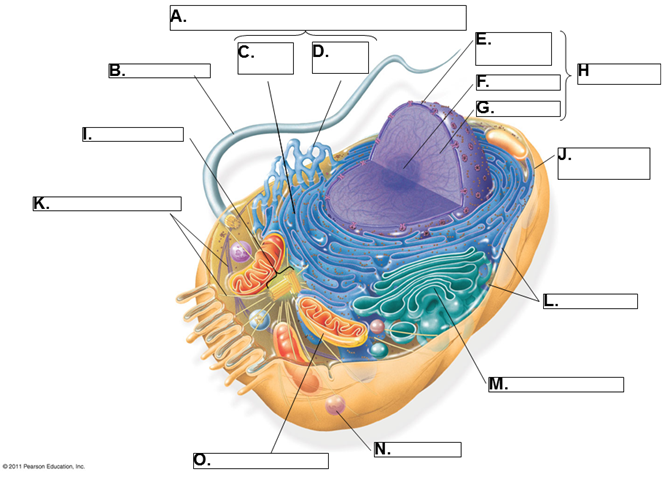 A.
C. D. E.
B. F. H
G.
I.
J.
K.
L.
M.
N.
O.
© 2011 Pearson Education, Inc.